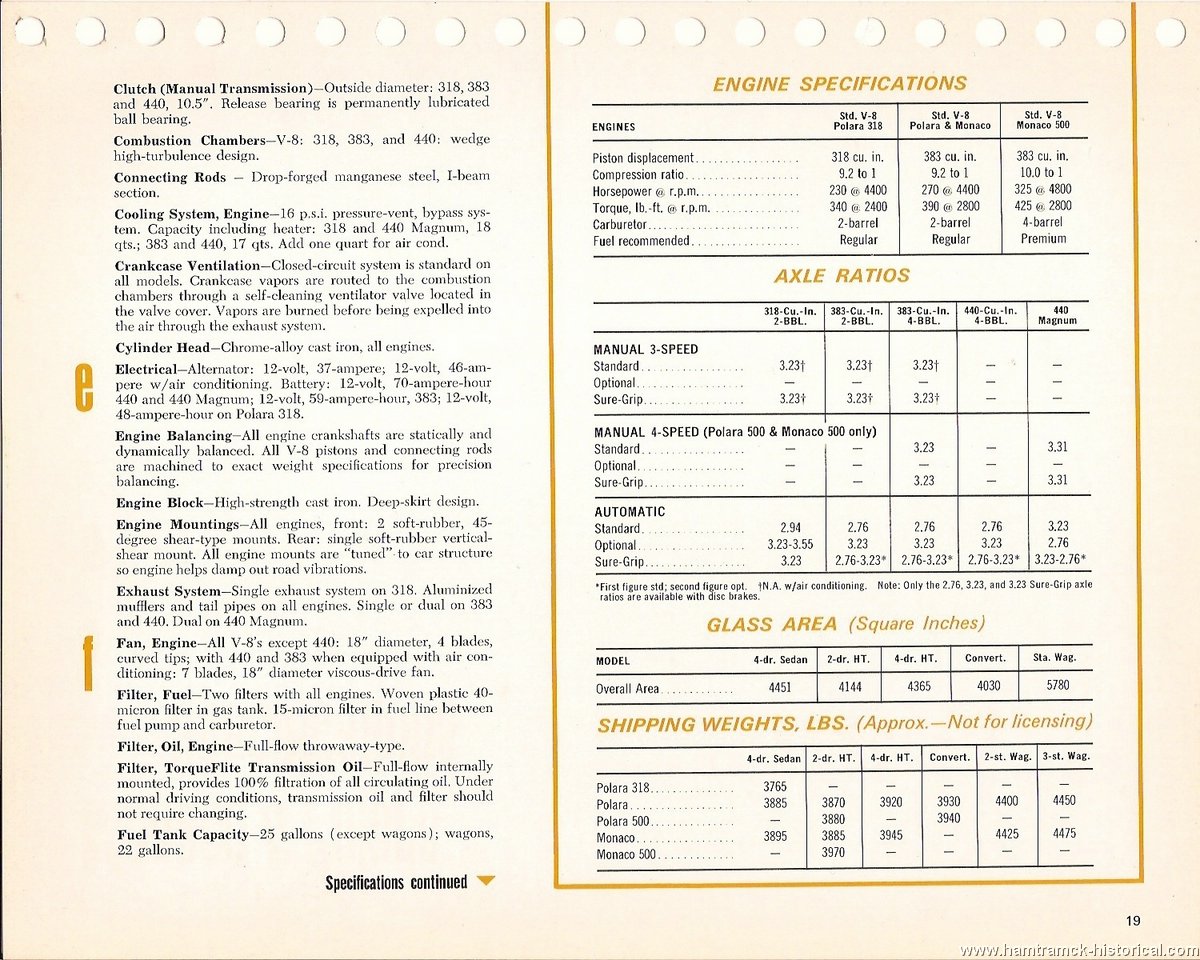 Clutch (Manual Transmission)—Outside diameter: 318, 383
and 440, 10.5″. Release bearing is permanently lubricated
ball bearing.
Combustion Chambers—V-8: 318, 383, and 440: wedge
high-turbulence design.
Connecting Rods — Drop-forged manganese steel, I-beam
section.
Cooling System, Engine—16 p.s.i. pressure-vent, bypass sys-
tem. Capacity including heater: 318 and 440 Magnum, 18
qts.; 383 and 440, 17 qts. Add one quart for air cond.
Crankcase Ventilation—Closed-circuit system is standard on
all models. Crankcase vapors are routed to the combustion
chambers through a self-cleaning ventilator valve located in
the valve cover. Vapors are burned before being expelled into
the air through the exhaust system.
Cylinder Head—Chrome-alloy cast iron, all engines.
e
Electrical—Alternator: 12-volt, 37-ampere; 12-volt, 46-am-
pere w/air conditioning. Battery: 12-volt, 70-ampere-hour
440 and 440 Magnum; 12-volt, 59-ampere-hour, 383; 12-volt,
48-ampere-hour on Polara 318.
Engine Balancing—All engine crankshafts are statically and
dynamically balanced. All V-8 pistons and connecting rods
are machined to exact weight specifications for precision
balancing.
Engine Block—High-strength cast iron. Deep-skirt design.
Engine Mountings—All engines, front: 2 soft-rubber, 45-
degree shear-type mounts. Rear: single soft-rubber vertical-
shear mount. All engine mounts are “tuned” to car structure
so engine helps damp out road vibrations.
Exhaust System—Single exhaust system on 318. Aluminized
mufflers and tail pipes on all engines. Single or dual on 383
and 440. Dual on 440 Magnum.
f
Fan, Engine—All V-8's except 440: 18″ diameter, 4 blades,
curved tips; with 440 and 383 when equipped with air con-
ditioning: 7 blades, 18″ diameter viscous-drive fan.
Filter, Fuel—Two filters with all engines. Woven plastic 40-
micron filter in gas tank. 15-micron filter in fuel line between
fuel pump and carburetor.
Filter, Oil, Engine—Full-flow throwaway-type.
Filter, TorqueFlite Transmission Oil—Full-flow internally
mounted, provides 100% filtration of all circulating oil. Under
normal driving conditions, transmission oil and filter should
not require changing.
Fuel Tank Capacity—25 gallons (except wagons); wagons,
22 gallons.
Specifications continued
ENGINE SPECIFICATIONS
ENGINES Std. V-8 Polara 318 Std. V-8 Polara & Monaco Std. V-8 Monaco 500
Piston displacement 318 cu. in. 383 cu. in. 383 cu. in.
Compression ratio 9.2 to 1 9.2 to 1 10.0 to 1
Horsepower @ r.p.m. 230 @ 4400 270 @ 4400 325 @ 4800
Torque, lb.-ft. @ r.p.m. 340 @ 2400 390 @ 2800 425 @ 2800
Carburetor 2-barrel 2-barrel 4-barrel
Fuel recommended Regular Regular Premium
AXLE RATIOS
318-Cu.-In. 2-BBL. 383-Cu.-In. 2-BBL. 383-Cu.-In. 4-BBL. 440-Cu.-In. 4-BBL. 440 Magnum
MANUAL 3-SPEED
Standard 3.23† 3.23† 3.23† — —
Optional — — — — —
Sure-Grip 3.23† 3.23† 3.23† — —
MANUAL 4-SPEED (Polara 500 & Monaco 500 only)
Standard — — 3.23 — 3.31
Optional — — — — —
Sure-Grip — — 3.23 — 3.31
AUTOMATIC
Standard 2.94 2.76 2.76 2.76 3.23
Optional 3.23-3.55 3.23 3.23 3.23 2.76
Sure-Grip 3.23 2.76-3.23* 2.76-3.23* 2.76-3.23* 3.23-2.76*
*First figure std; second figure opt. †N.A. w/air conditioning. Note: Only the 2.76, 3.23, and 3.23 Sure-Grip axle
ratios are available with disc brakes.
GLASS AREA (Square Inches)
MODEL 4-dr. Sedan 2-dr. HT. 4-dr. HT. Convert. Sta. Wag.
Overall Area 4451 4144 4365 4030 5780
SHIPPING WEIGHTS, LBS. (Approx.—Not for licensing)
4-dr. Sedan 2-dr. HT. 4-dr. HT. Convert. 2-st. Wag. 3-st. Wag.
Polara 318 3765 — — — — —
Polara 3885 3870 3920 3930 4400 4450
Polara 500 — 3880 — 3940 — —
Monaco 3895 3885 3945 — 4425 4475
Monaco 500 — 3970 — — — —
19
www.hamtramck-historical.com